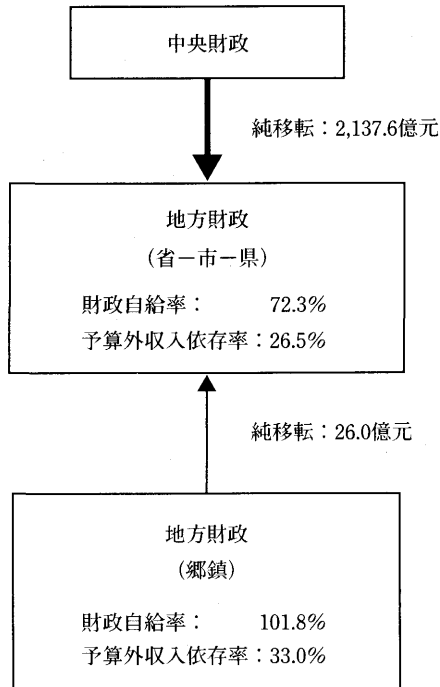 中央財政
純移転：2,137.6億元
地方財政
（省－市－県）
財政自給率： 72.3%
予算外収入依存率：26.5%
純移転：26.0億元
地方財政
（郷鎮）
財政自給率： 101.8%
予算外収入依存率：33.0%